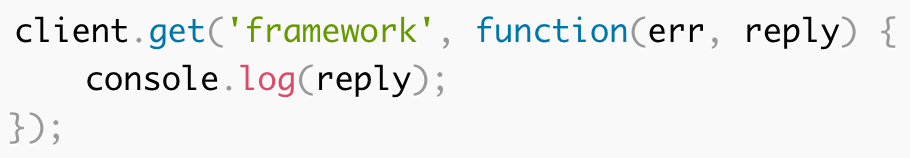 client.get('framework', function(err, reply) {
    console.log(reply);
});